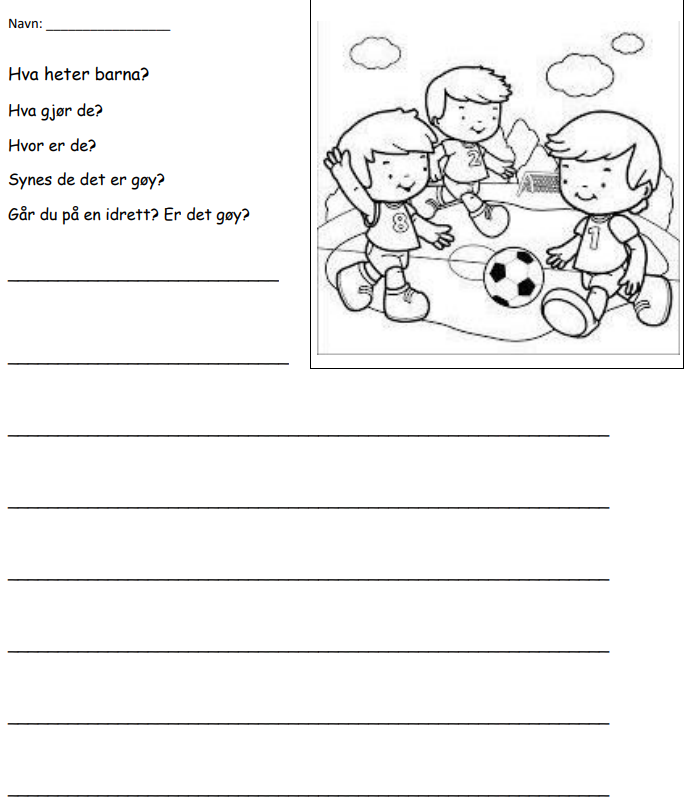 Navn: _________________
Hva heter barna?
Hva gjør de?
Hvor er de?
Synes de det er gøy?
Går du på en idrett? Er det gøy?
2
8
1